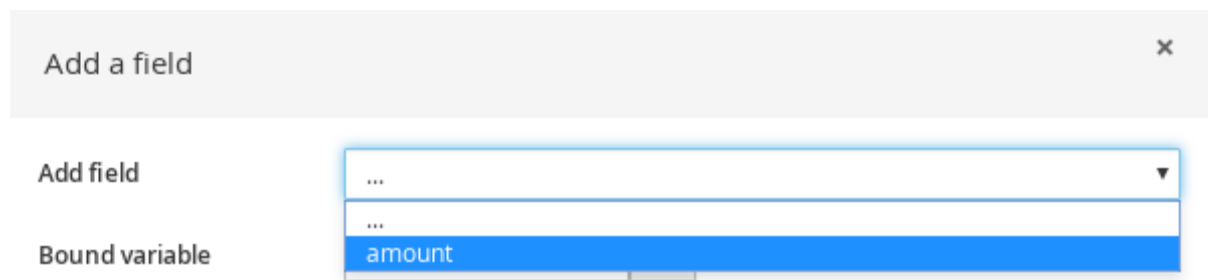 Add a field ×
Add field ... ▼
...
Bound variable amount